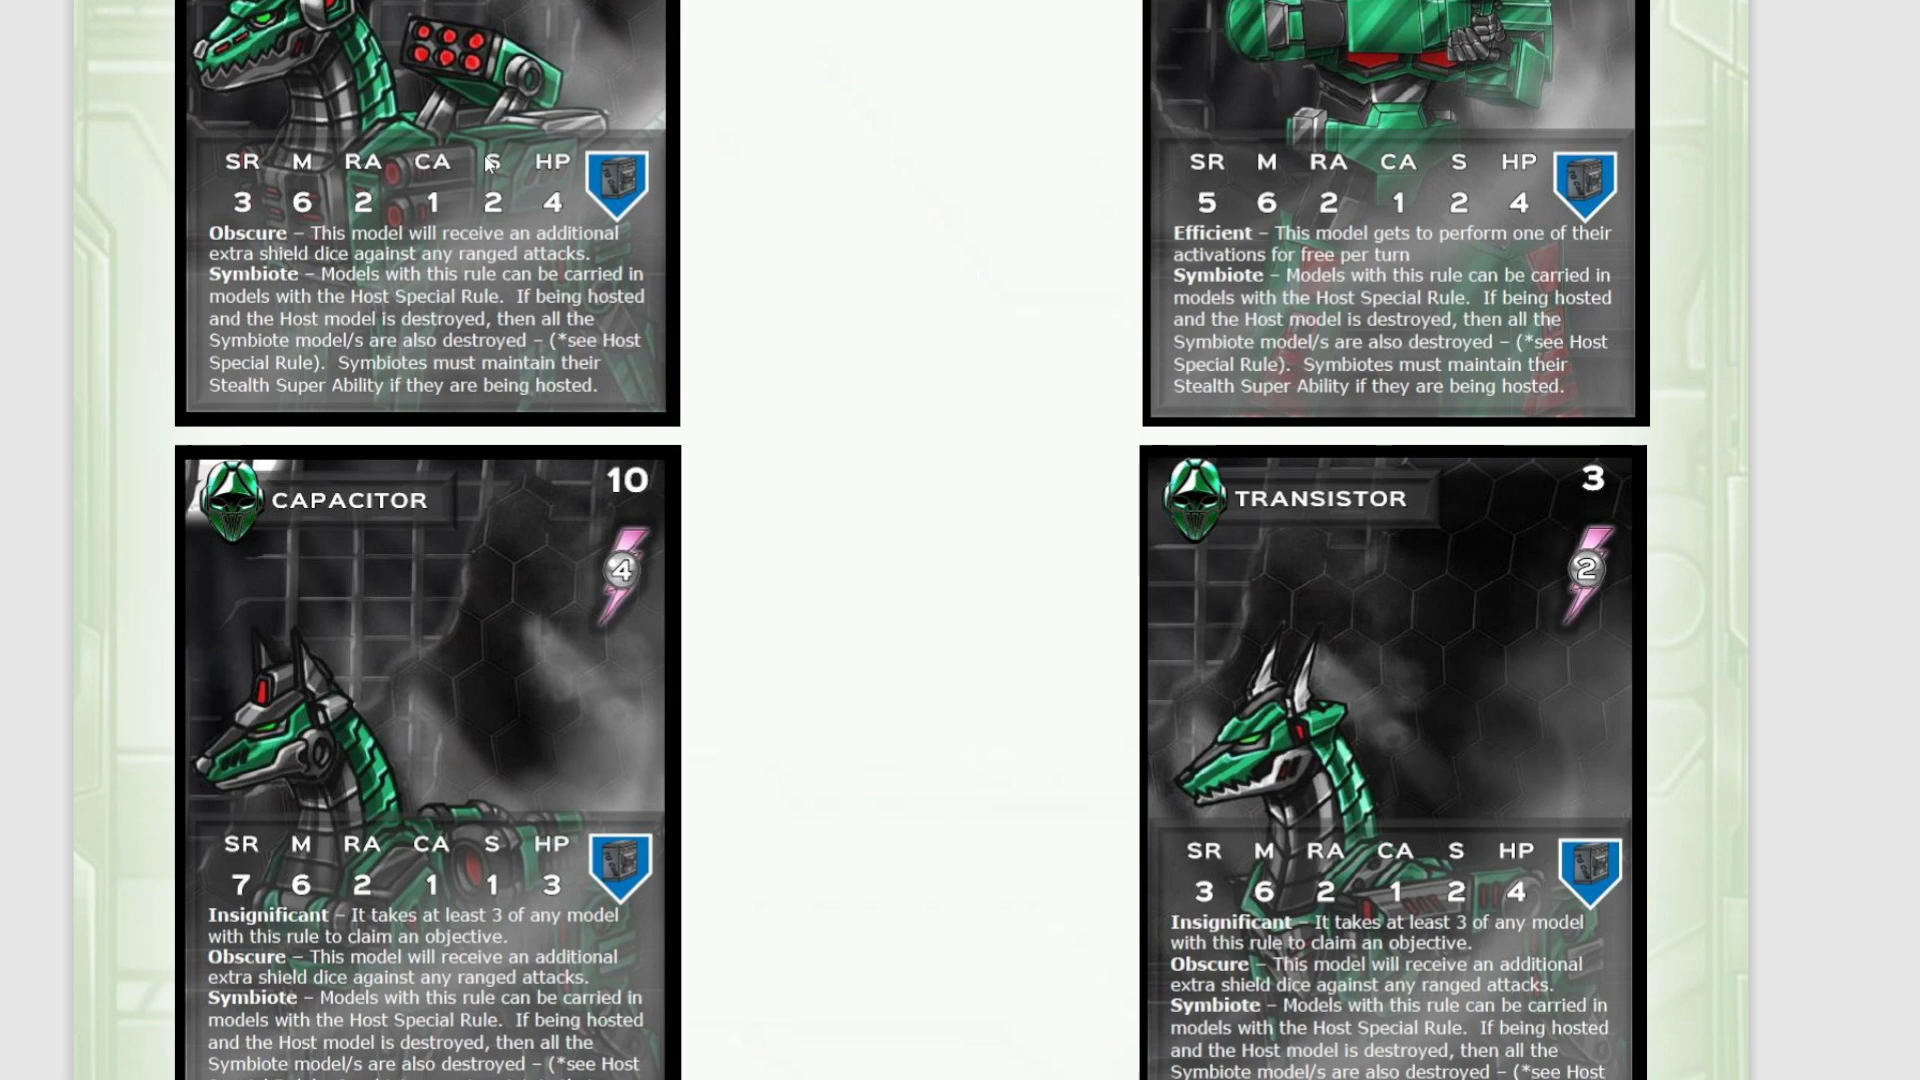 SR M RA CA S HP
3 6 2 1 2 4
Obscure – This model will receive an additional
extra shield dice against any ranged attacks.
Symbiote – Models with this rule can be carried in
models with the Host Special Rule. If being hosted
and the Host model is destroyed, then all the
Symbiote model/s are also destroyed – (*see Host
Special Rule). Symbiotes must maintain their
Stealth Super Ability if they are being hosted.
SR M RA CA S HP
5 6 2 1 2 4
Efficient – This model gets to perform one of their
activations for free per turn
Symbiote – Models with this rule can be carried in
models with the Host Special Rule. If being hosted
and the Host model is destroyed, then all the
Symbiote model/s are also destroyed – (*see Host
Special Rule). Symbiotes must maintain their
Stealth Super Ability if they are being hosted.
CAPACITOR
10
4
SR M RA CA S HP
7 6 2 1 1 3
Insignificant – It takes at least 3 of any model
with this rule to claim an objective.
Obscure – This model will receive an additional
extra shield dice against any ranged attacks.
Symbiote – Models with this rule can be carried in
models with the Host Special Rule. If being hosted
and the Host model is destroyed, then all the
Symbiote model/s are also destroyed – (*see Host
TRANSISTOR
3
2
SR M RA CA S HP
3 6 2 1 2 4
Insignificant – It takes at least 3 of any model
with this rule to claim an objective.
Obscure – This model will receive an additional
extra shield dice against any ranged attacks.
Symbiote – Models with this rule can be carried in
models with the Host Special Rule. If being hosted
and the Host model is destroyed, then all the
Symbiote model/s are also destroyed – (*see Host